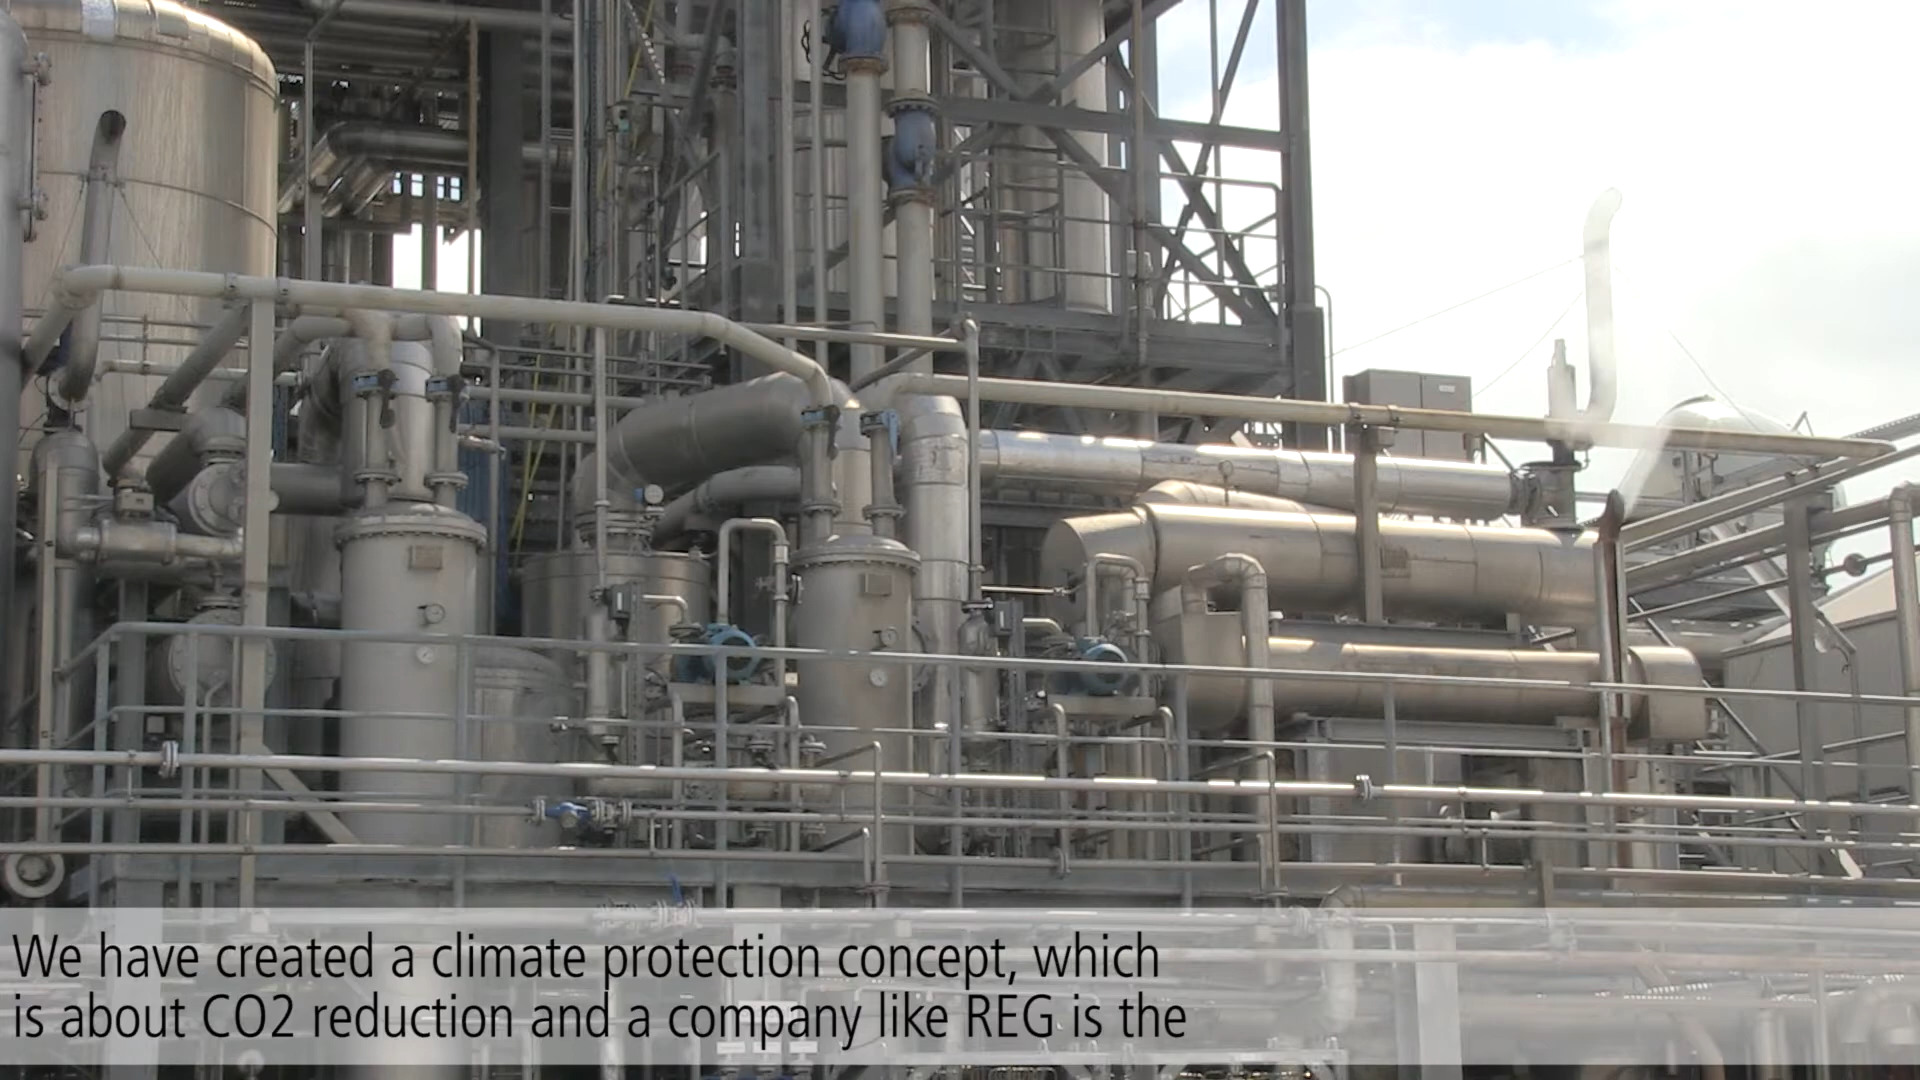 We have created a climate protection concept, which
is about CO2 reduction and a company like REG is the